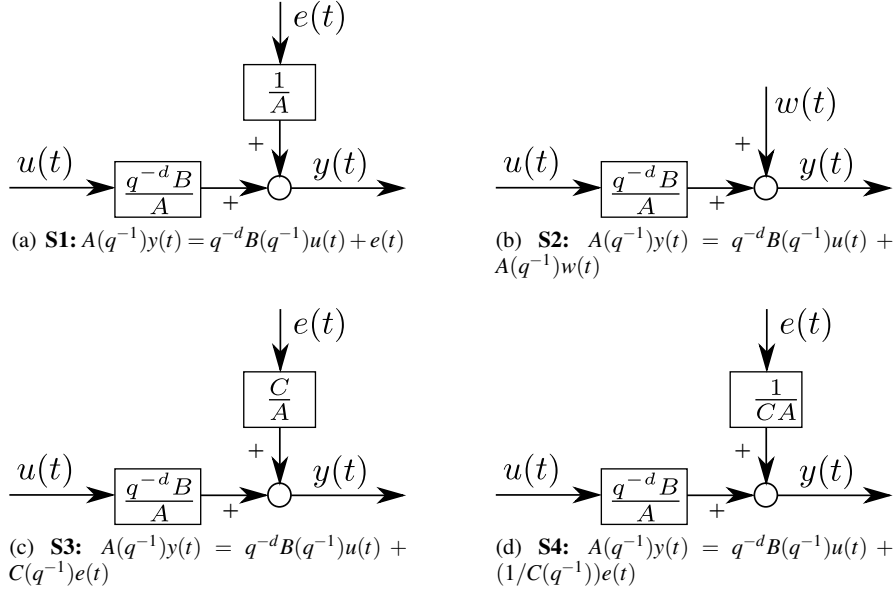 e(t)
1
A
+
u(t)
q^{-d} B
A
+
y(t)
(a) S1: A(q^{-1})y(t) = q^{-d}B(q^{-1})u(t) + e(t)
w(t)
+
u(t)
q^{-d} B
A
+
y(t)
(b) S2: A(q^{-1})y(t) = q^{-d}B(q^{-1})u(t) +
A(q^{-1})w(t)
e(t)
C
A
+
u(t)
q^{-d} B
A
+
y(t)
(c) S3: A(q^{-1})y(t) = q^{-d}B(q^{-1})u(t) +
C(q^{-1})e(t)
e(t)
1
CA
+
u(t)
q^{-d} B
A
+
y(t)
(d) S4: A(q^{-1})y(t) = q^{-d}B(q^{-1})u(t) +
(1/C(q^{-1}))e(t)